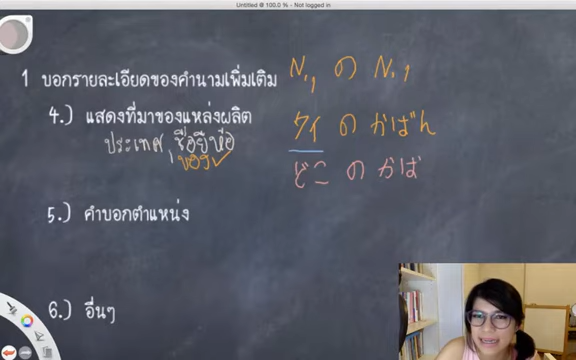 Untitled @ 100.0 % - Not logged in
1 บอกรายละเอียดของคำนามเพิ่มเติม
N.1 の N.1
4.) แสดงที่มาของแหล่งผลิต
ประเทศ, ชื่อยี่ห้อ
ของ
タイ の かばん
どこ の かば
5.) คำบอกตำแหน่ง
6.) อื่นๆ